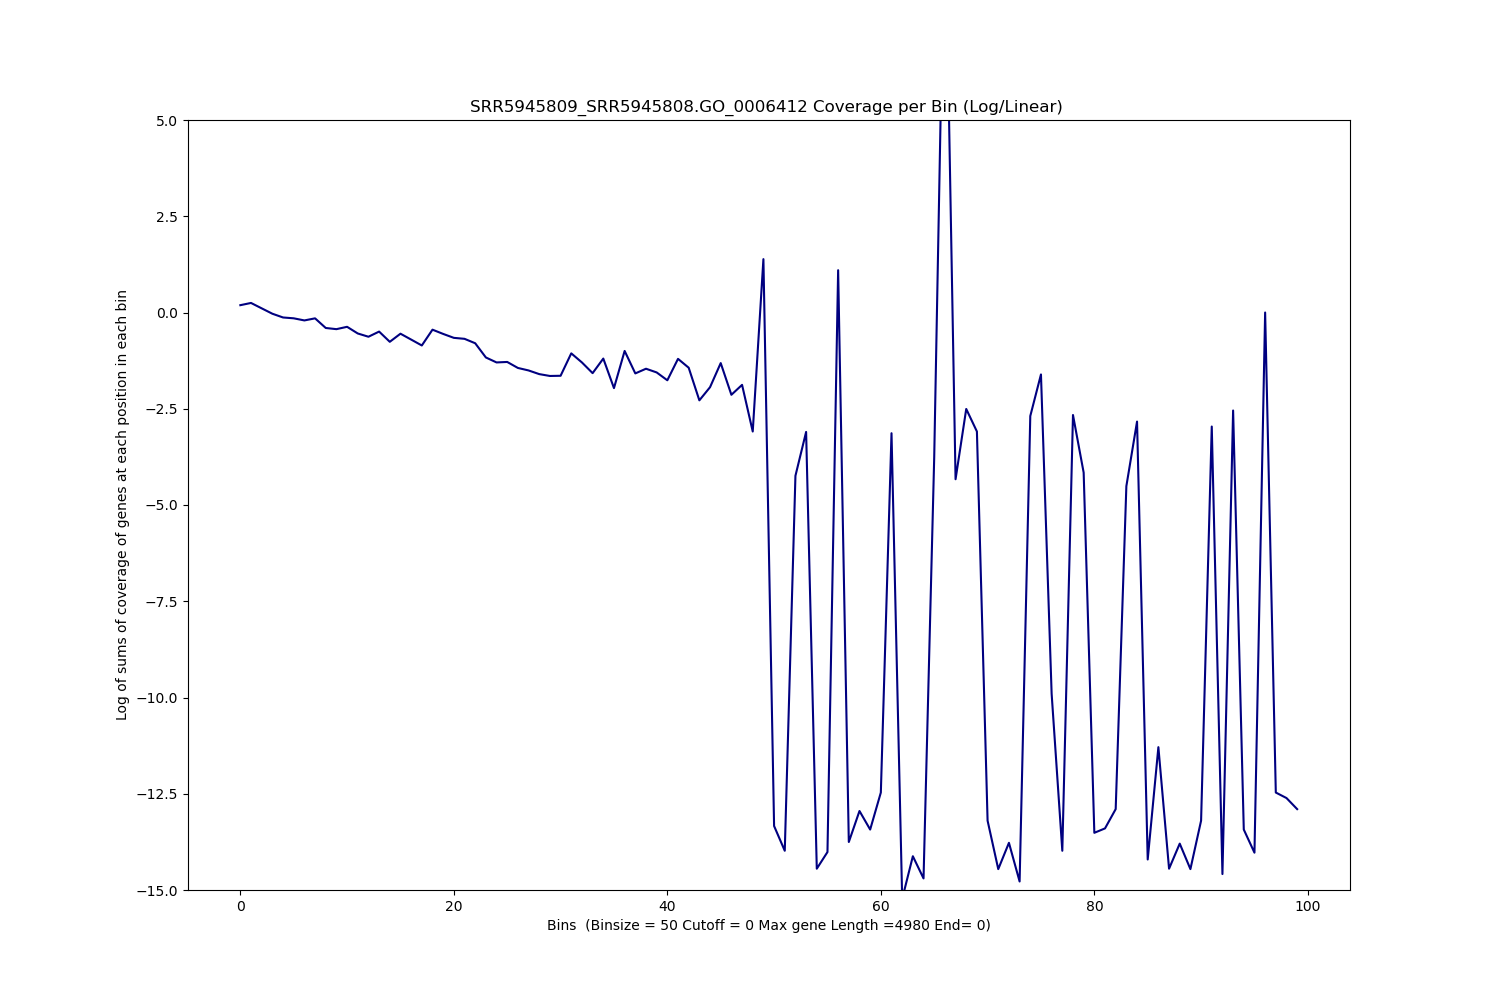 SRR5945809_SRR5945808.GO_0006412 Coverage per Bin (Log/Linear)
Log of sums of coverage of genes at each position in each bin
5.0
2.5
0.0
−2.5
−5.0
−7.5
−10.0
−12.5
−15.0
0 20 40 60 80 100
Bins  (Binsize = 50 Cutoff = 0 Max gene Length =4980 End= 0)